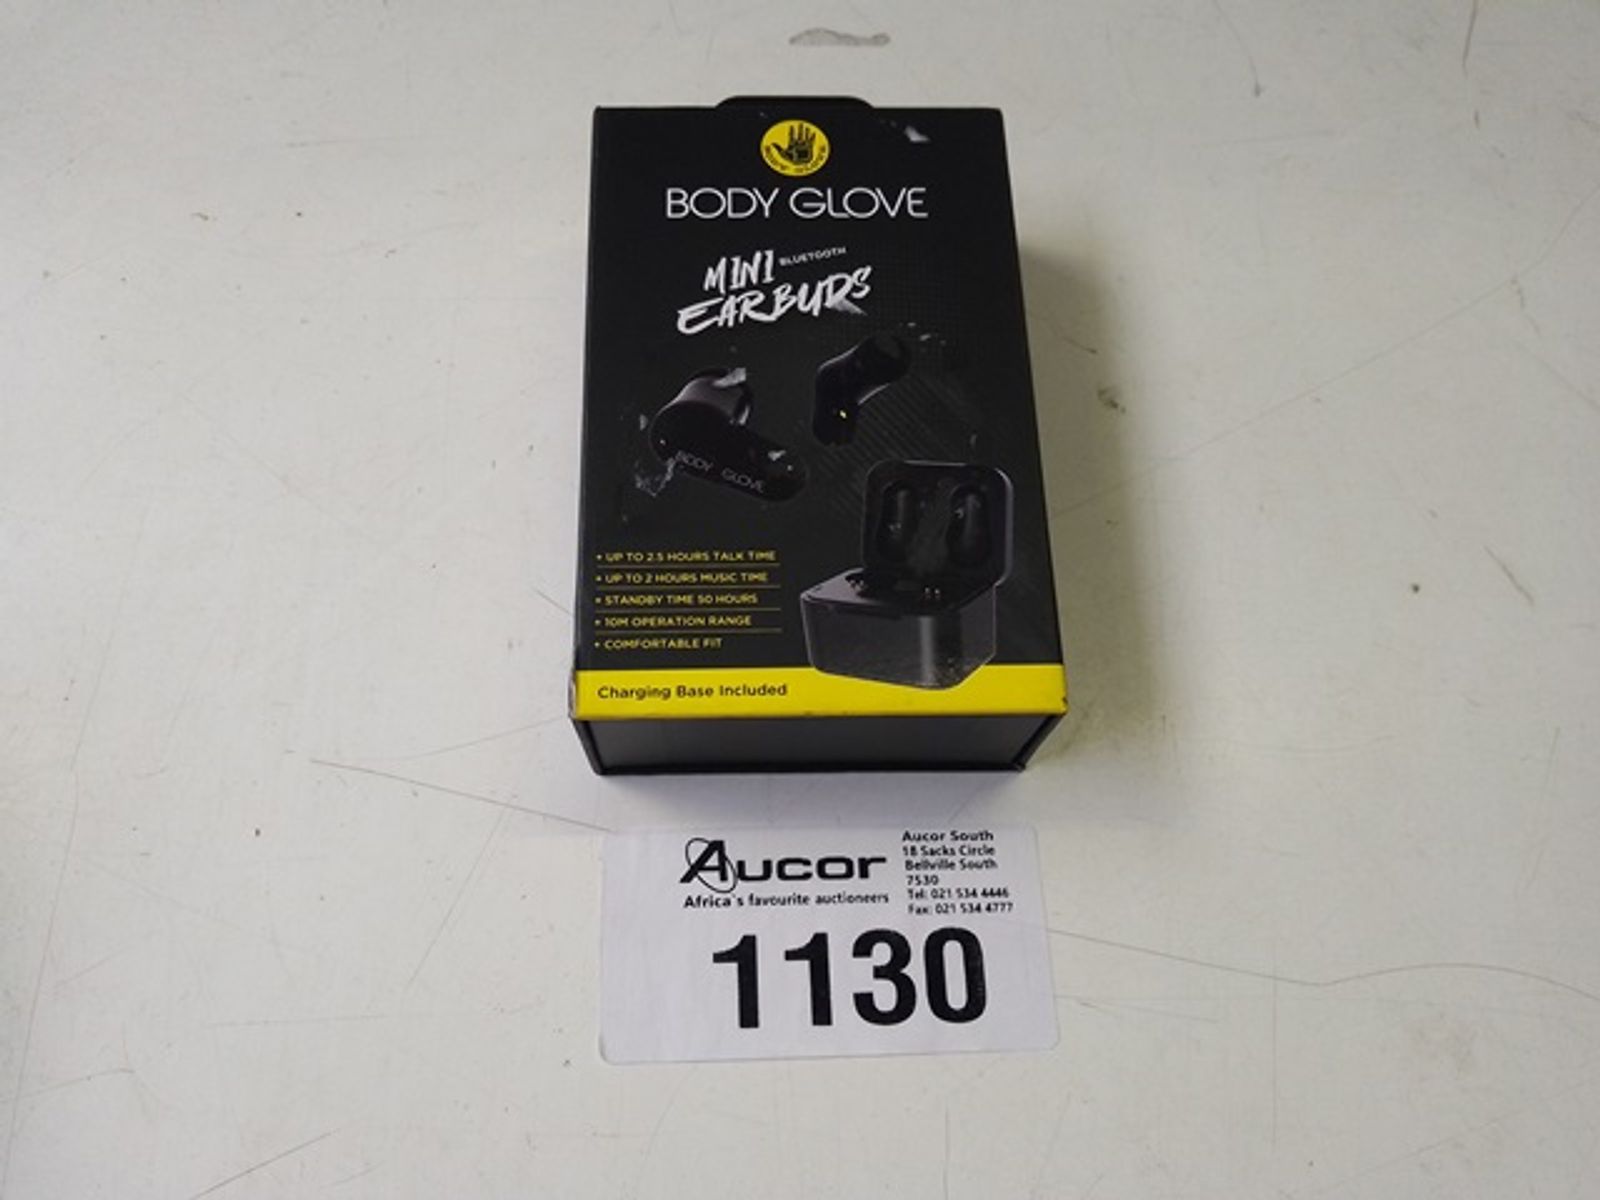 BODY GLOVE
BODY GLOVE
MINI BLUETOOTH
EARBUDS
BODY GLOVE
• UP TO 2.5 HOURS TALK TIME
• UP TO 2 HOURS MUSIC TIME
• STANDBY TIME 50 HOURS
• 10M OPERATION RANGE
• COMFORTABLE FIT
Charging Base Included
Aucor
Africa's favourite auctioneers
Aucor South
18 Sacks Circle
Bellville South
7530
Tel: 021 534 4446
Fax: 021 534 4777
1130